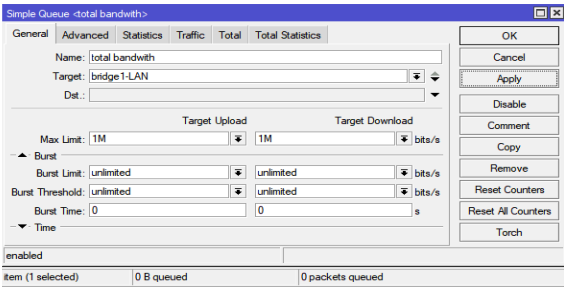 Simple Queue <total bandwith>
General Advanced Statistics Traffic Total Total Statistics
Name: total bandwith
Target: bridge1-LAN
Dst.:
Target Upload Target Download
Max Limit: 1M 1M bits/s
Burst
Burst Limit: unlimited unlimited bits/s
Burst Threshold: unlimited unlimited bits/s
Burst Time: 0 0 s
Time
OK
Cancel
Apply
Disable
Comment
Copy
Remove
Reset Counters
Reset All Counters
Torch
enabled
item (1 selected) 0 B queued 0 packets queued